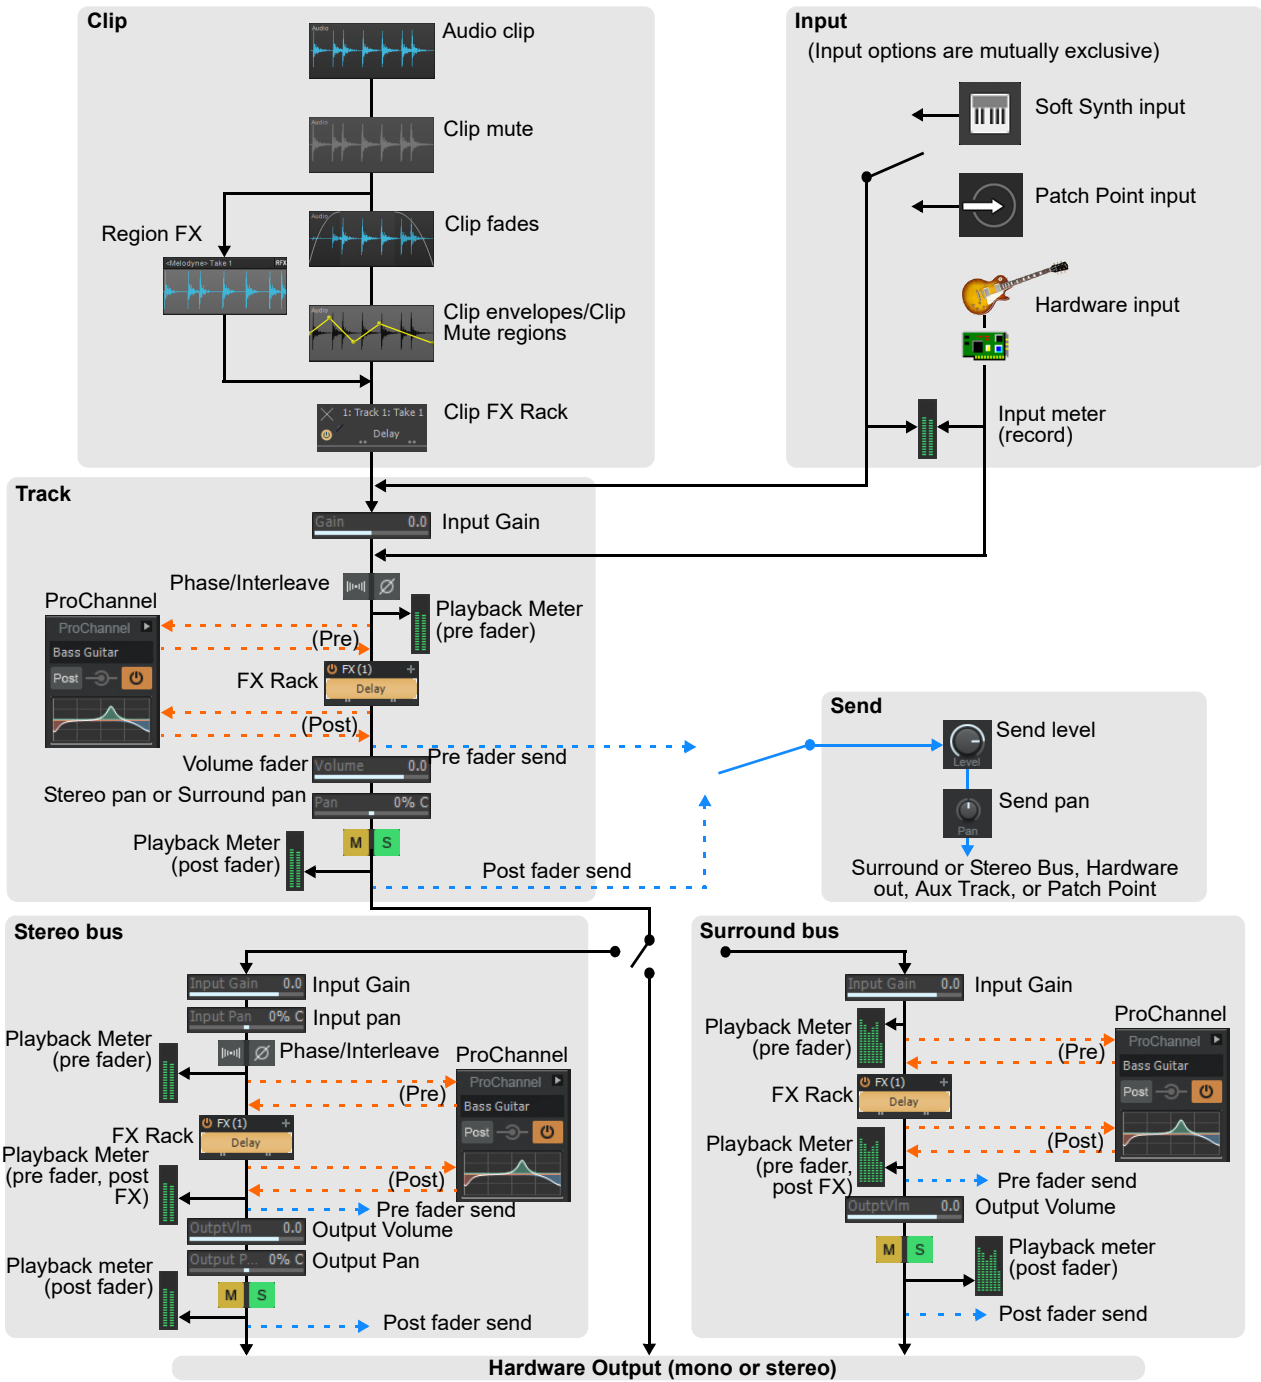 Clip
Audio
Audio clip
Audio
Clip mute
Region FX
<Melodyne> Take 1 RFX
Audio
Clip fades
Audio
Clip envelopes/Clip
Mute regions
1: Track 1: Take 1
Delay
Clip FX Rack
Input
(Input options are mutually exclusive)
Soft Synth input
Patch Point input
Hardware input
Input meter
(record)
Track
Gain 0.0
Input Gain
Phase/Interleave
ProChannel
ProChannel
Bass Guitar
Post
Playback Meter
(pre fader)
(Pre)
FX Rack
FX (1)
Delay
(Post)
Pre fader send
Volume fader
Volume 0.0
Stereo pan or Surround pan
Pan 0% C
M S
Playback Meter
(post fader)
Post fader send
Send
Level
Send level
Pan
Send pan
Surround or Stereo Bus, Hardware
out, Aux Track, or Patch Point
Stereo bus
Input Gain 0.0
Input Gain
Input Pan 0% C
Input pan
Playback Meter
(pre fader)
Phase/Interleave
ProChannel
ProChannel
Bass Guitar
Post
(Pre)
FX Rack
FX (1)
Delay
Playback Meter
(pre fader, post
FX)
(Post)
Pre fader send
OutptVlm 0.0
Output Volume
Output P... 0% C
Output Pan
Playback meter
(post fader)
M S
Post fader send
Surround bus
Input Gain 0.0
Input Gain
Playback Meter
(pre fader)
ProChannel
ProChannel
Bass Guitar
Post
(Pre)
FX Rack
FX (1)
Delay
Playback Meter
(pre fader,
post FX)
(Post)
Pre fader send
OutptVlm 0.0
Output Volume
M S
Playback meter
(post fader)
Post fader send
Hardware Output (mono or stereo)